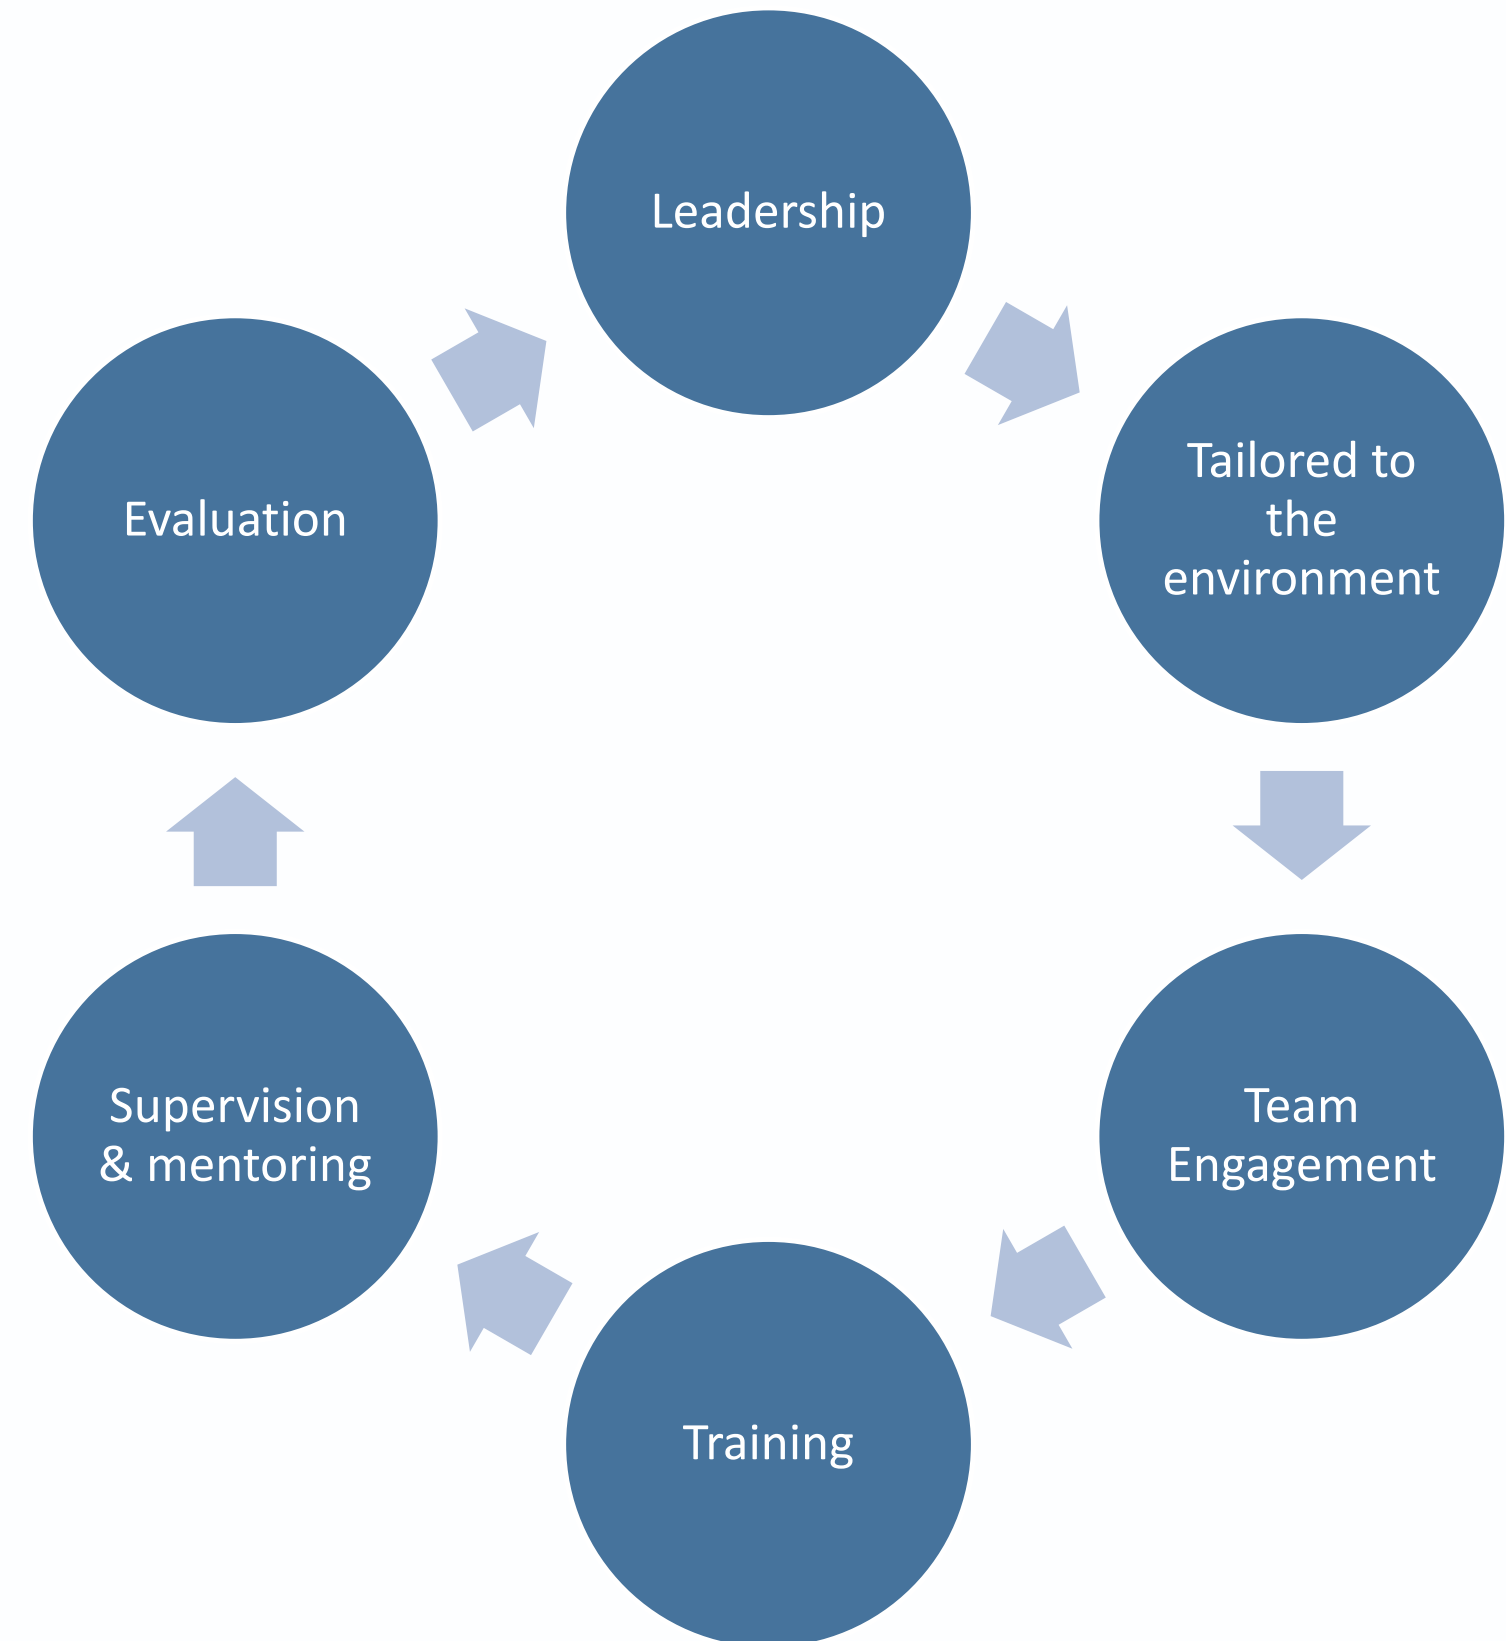 Leadership
Tailored to
the
environment
Team
Engagement
Training
Supervision
& mentoring
Evaluation